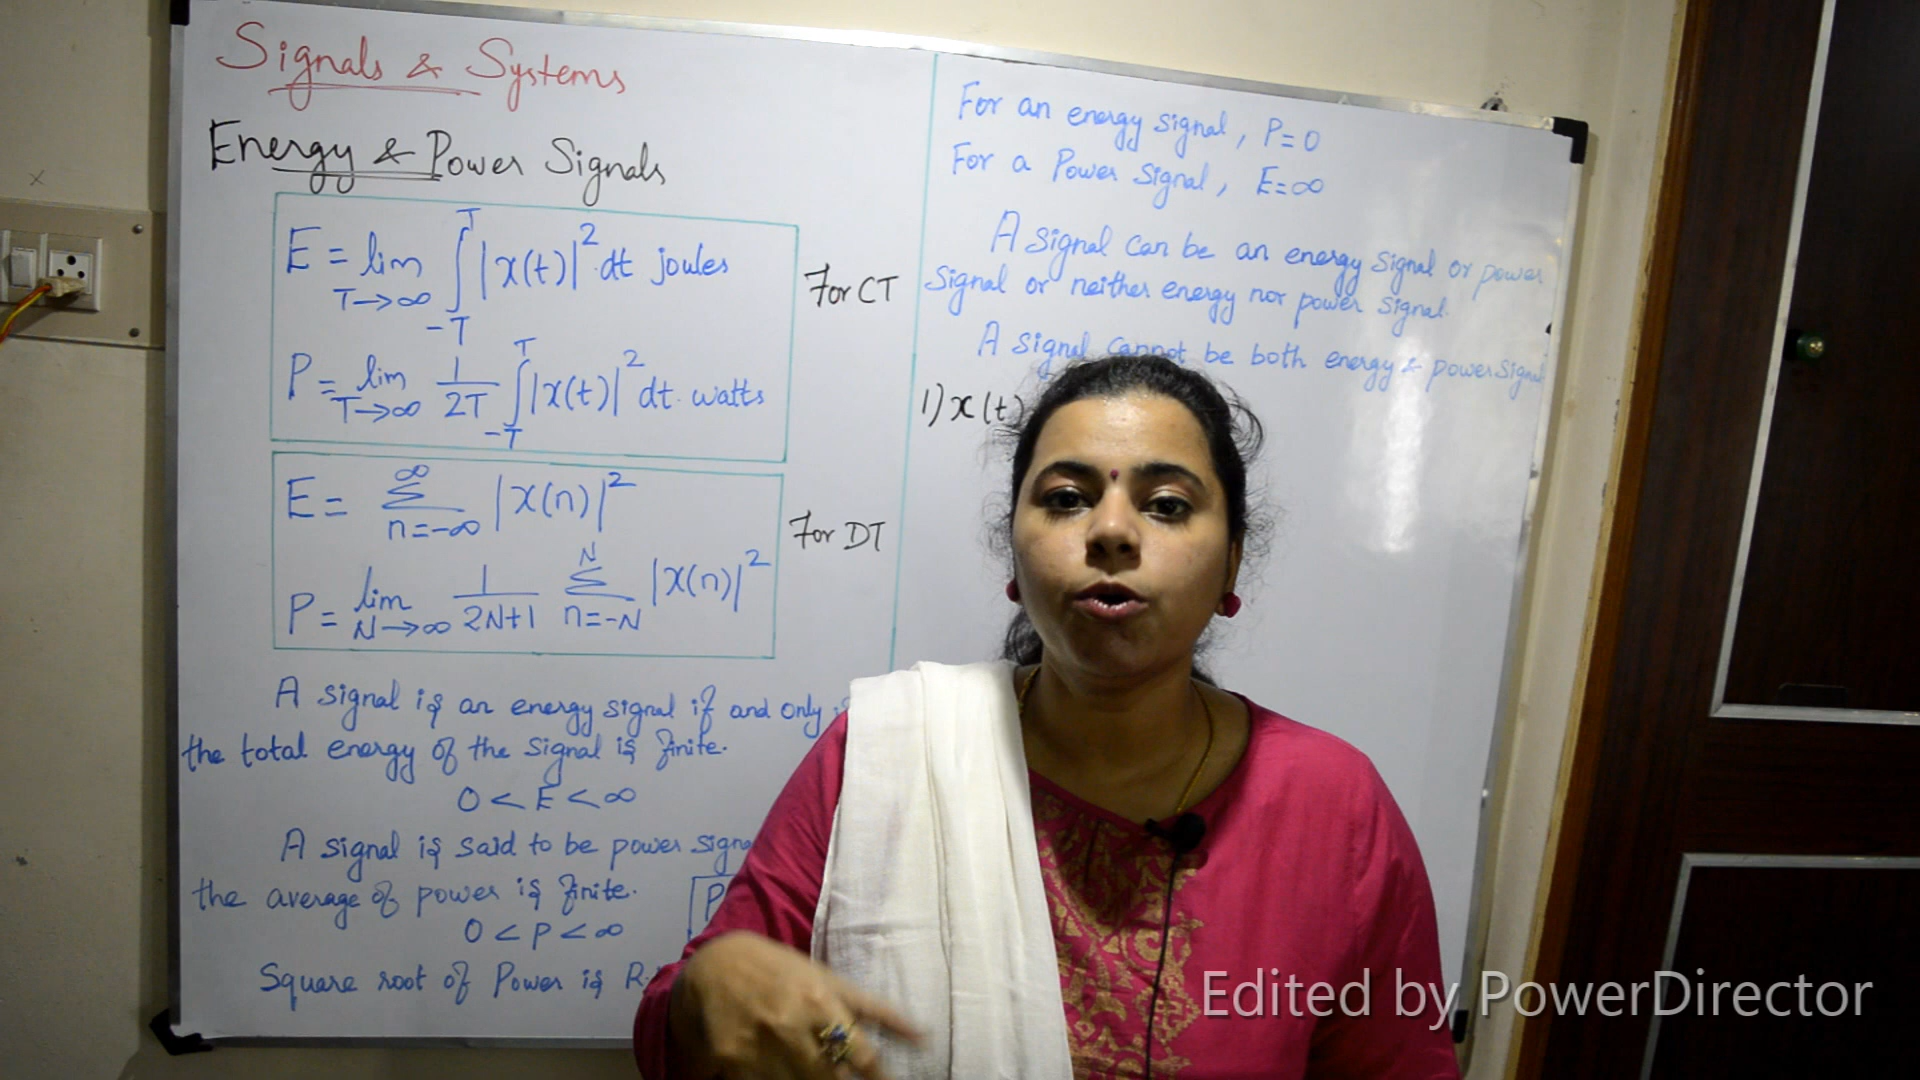 Signals & Systems
Energy & Power Signals
E = lim T→∞ ∫ -T T |x(t)|² dt joules
P = lim T→∞ 1/2T ∫ -T T |x(t)|² dt. watts
For CT
E = ∞ Σ n=-∞ |x(n)|²
P = lim N→∞ 1/2N+1 N Σ n=-N |x(n)|²
For DT
A signal is an energy signal if and only
the total energy of the signal is finite.
0 < E < ∞
A signal is said to be power
the average of power is finite.
0 < P < ∞
Square root of Power is
For an energy signal, P=0
For a Power Signal, E=∞
A signal can be an energy signal or power
signal or neither energy nor power signal.
A signal cannot be both energy & power signal
1) x(t)
Edited by PowerDirector